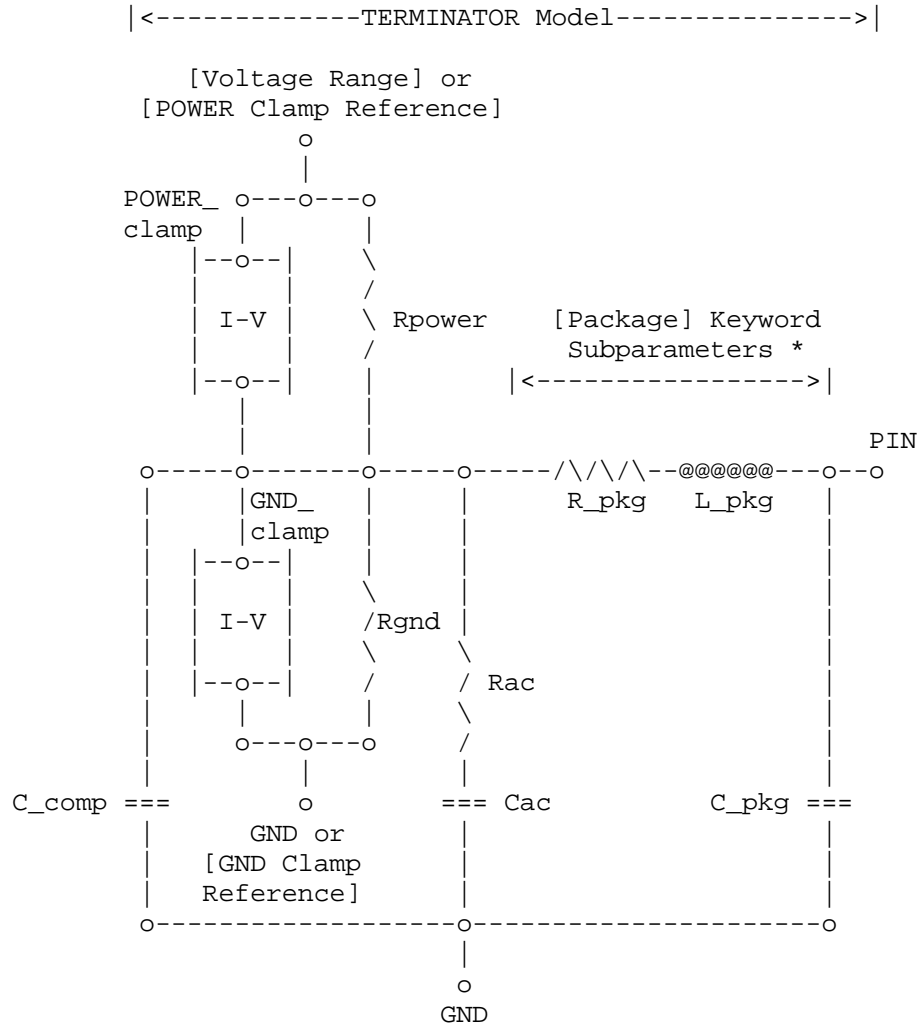 |<-------------TERMINATOR Model--------------->|
[Voltage Range] or
[POWER Clamp Reference]
o
|
POWER_ o---o---o
clamp | |
|--o--| \
| | /
| I-V | \ Rpower [Package] Keyword
| | / Subparameters *
|--o--| | |<------------------>|
| |
| | PIN
o-----o-------o-----o-----/\/\/\--@@@@@@---o--o
| |GND_ | | R_pkg L_pkg |
| |clamp | | |
| |--o--| | | |
| | | \ | |
| | I-V | /Rgnd | |
| | | \ \ |
| |--o--| / / Rac |
| | | \ |
| o---o---o / |
| | | |
C_comp === o === Cac C_pkg ===
| GND or | |
| [GND Clamp | |
| Reference] | |
o-------------------o----------------------o
|
o
GND